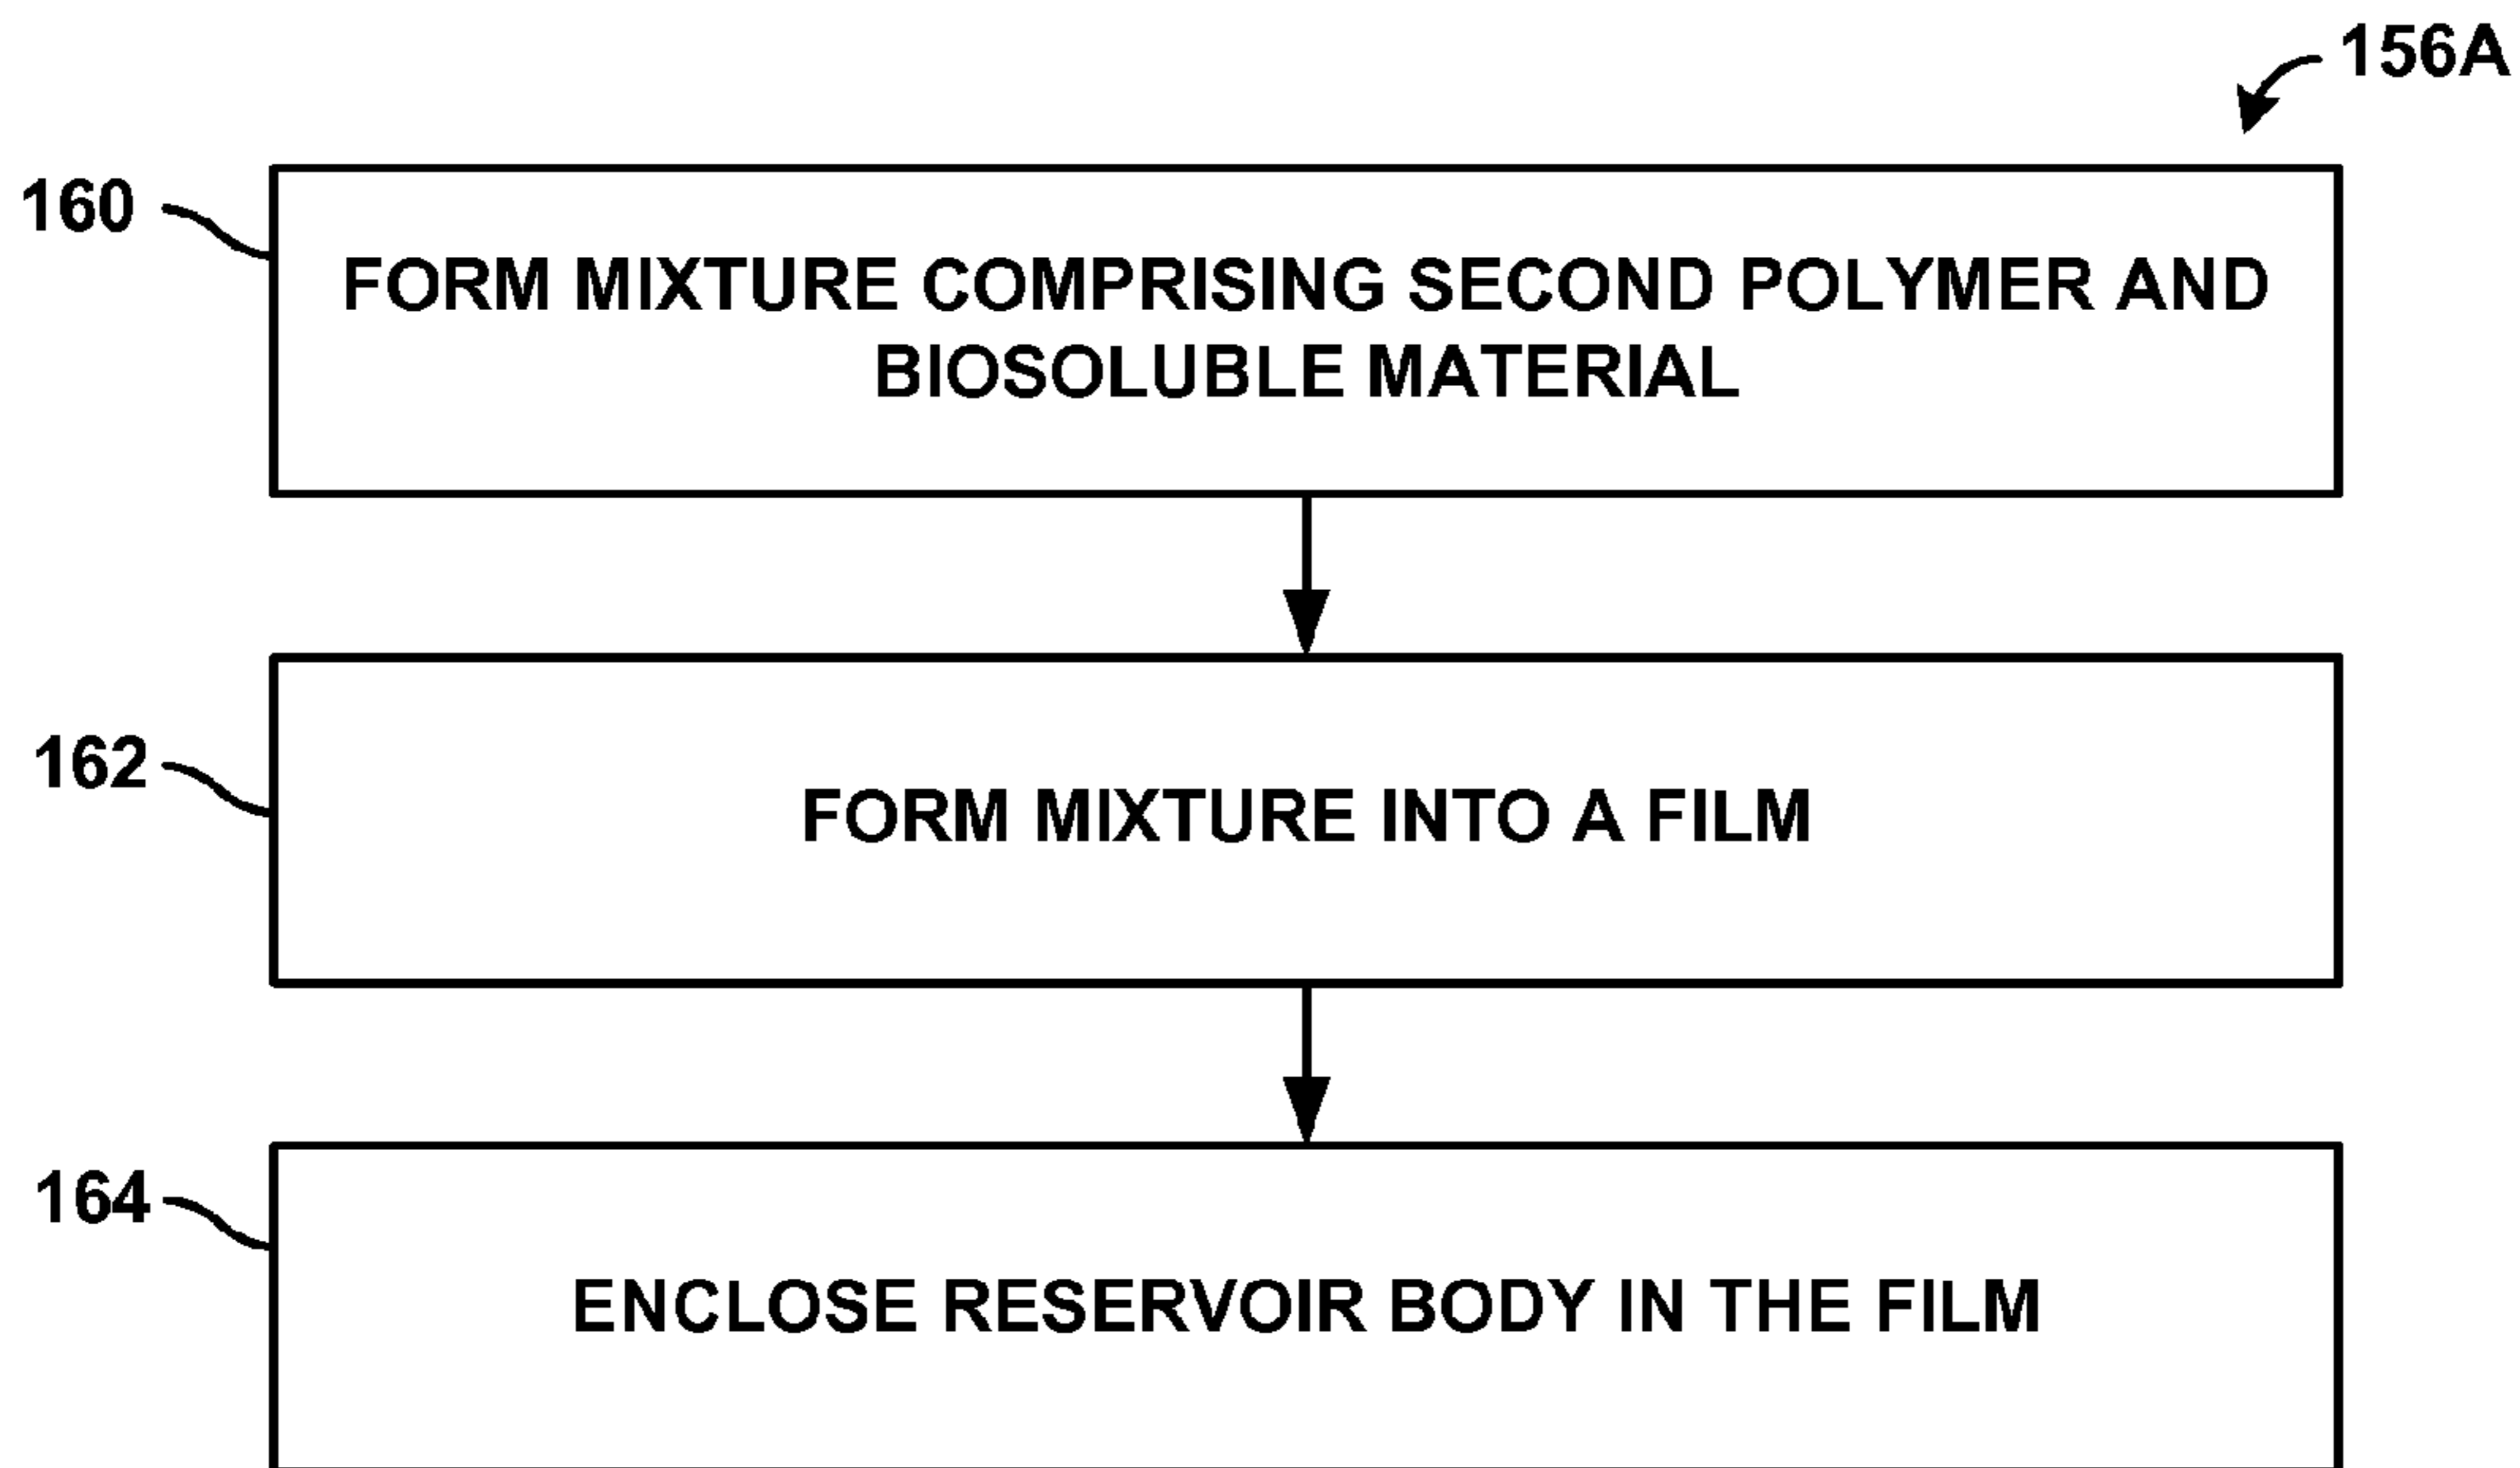 156A
160
FORM MIXTURE COMPRISING SECOND POLYMER AND
BIOSOLUBLE MATERIAL
162
FORM MIXTURE INTO A FILM
164
ENCLOSE RESERVOIR BODY IN THE FILM